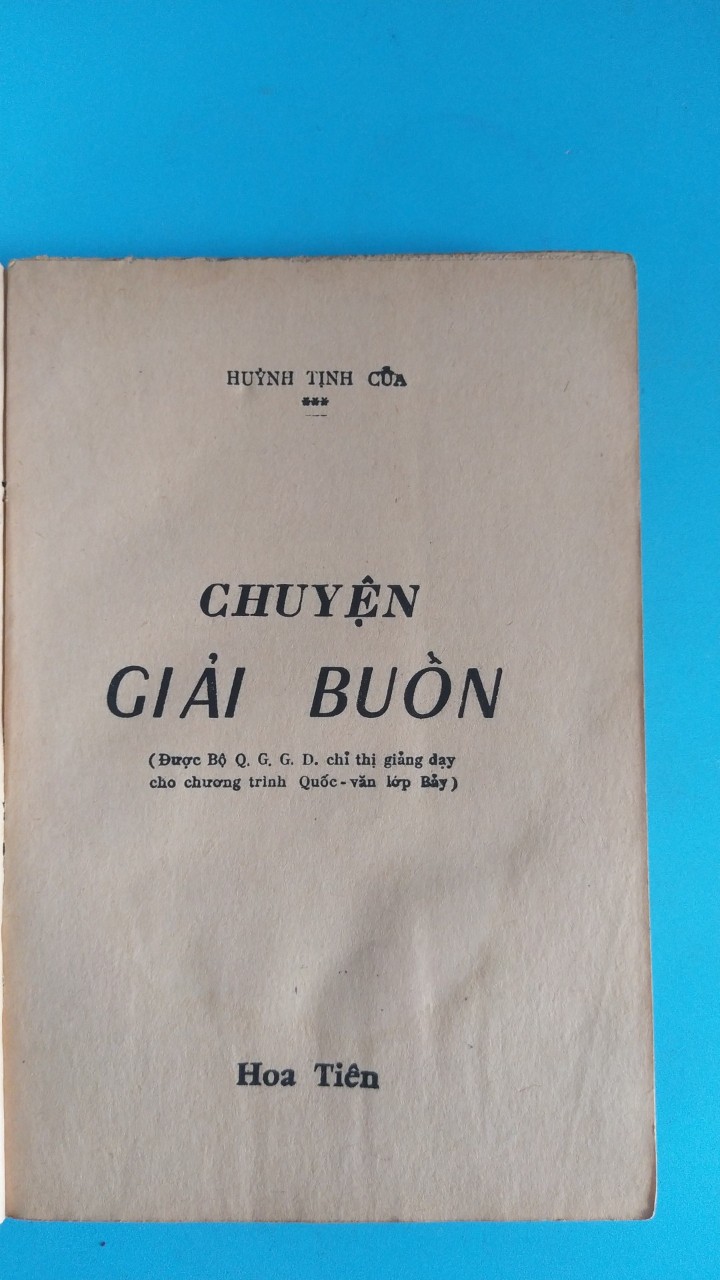 HUỲNH TỊNH CỦA
***
CHUYỆN
GIẢI BUỒN
(Được Bộ Q. G. G. D. chỉ thị giảng dạy
cho chương trình Quốc-văn lớp Bảy)
Hoa Tiên